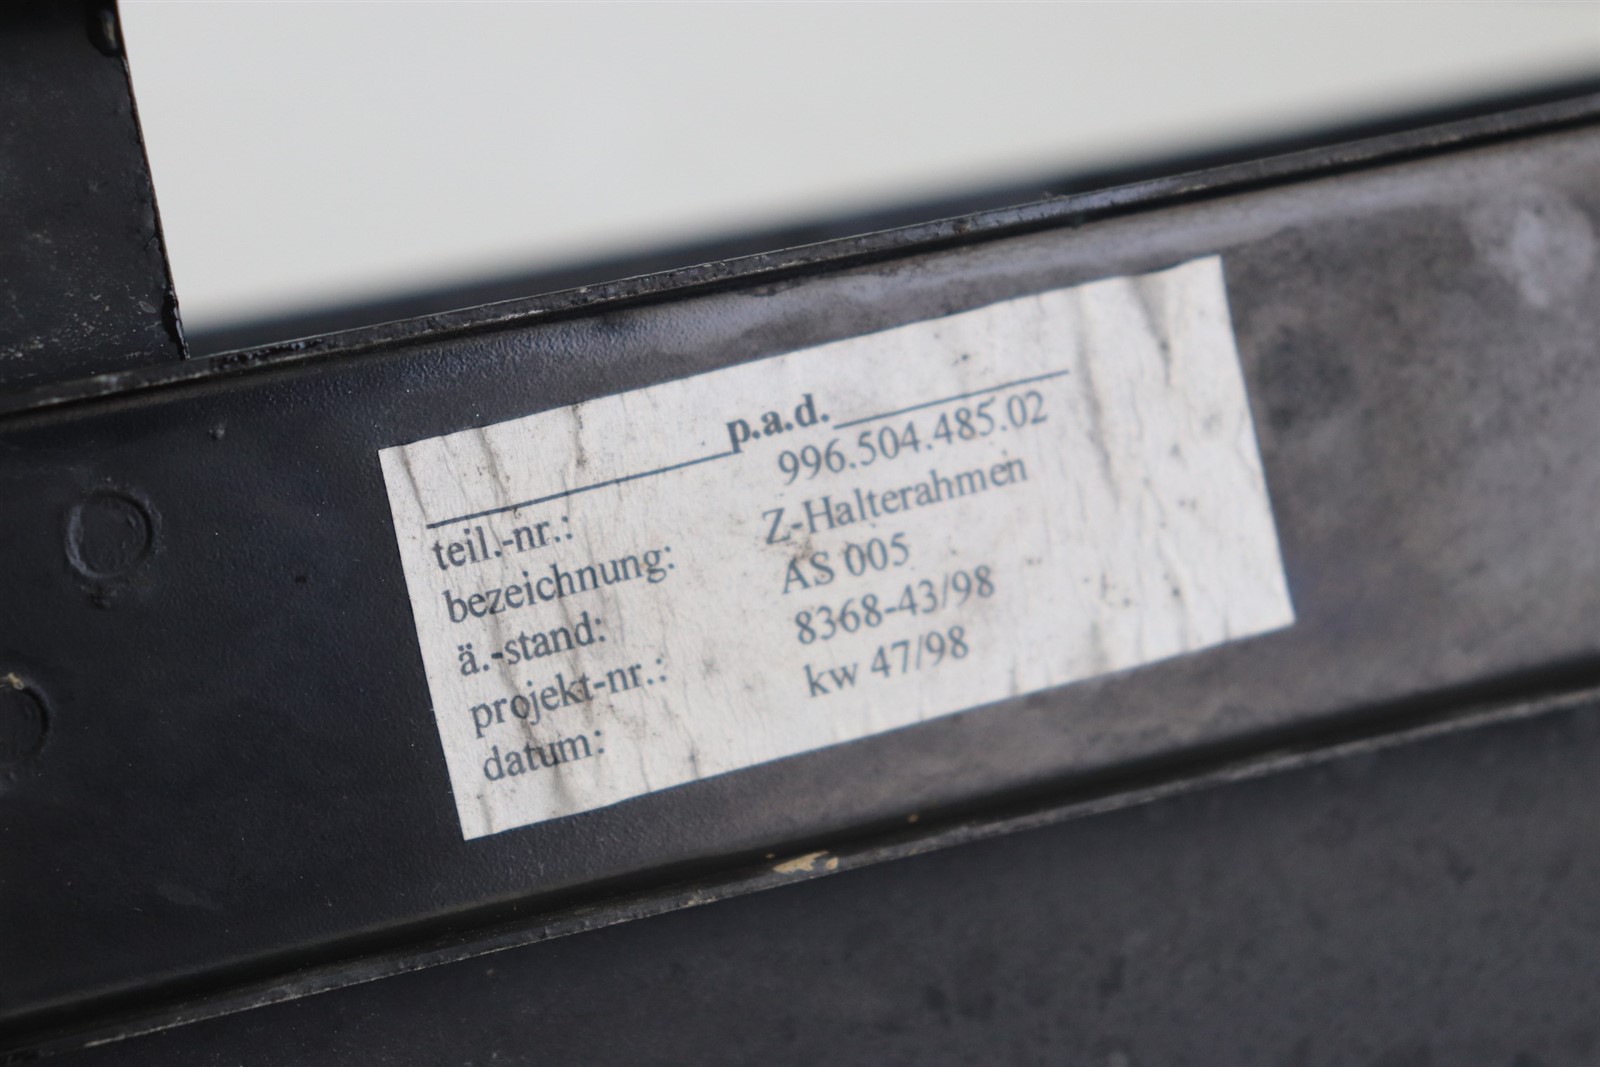 p.a.d.
teil.-nr.: 996.504.485.02
bezeichnung: Z-Halterahmen
ä.-stand: AS 005
projekt-nr.: 8368-43/98
datum: kw 47/98